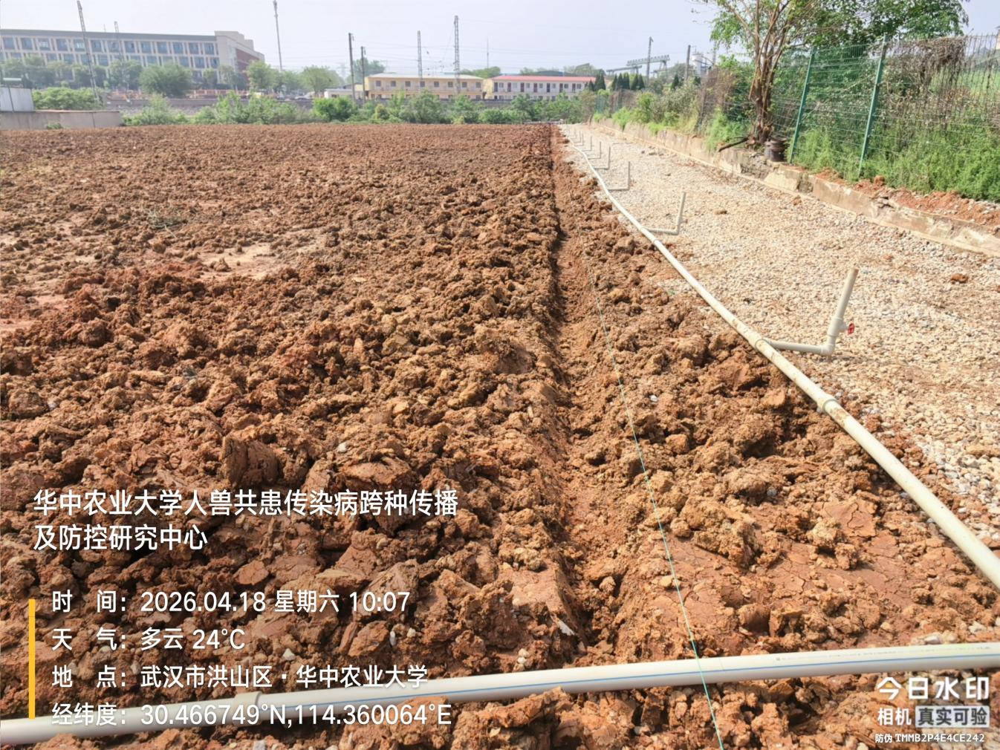 华中农业大学人兽共患传染病跨种传播
及防控研究中心
时 间：2026.04.18 星期六 10:07
天 气：多云 24℃
地 点：武汉市洪山区·华中农业大学
经纬度：30.466749°N,114.360064°E
今日水印
相机 真实可验
防伪 TMMB2P4E4CE242